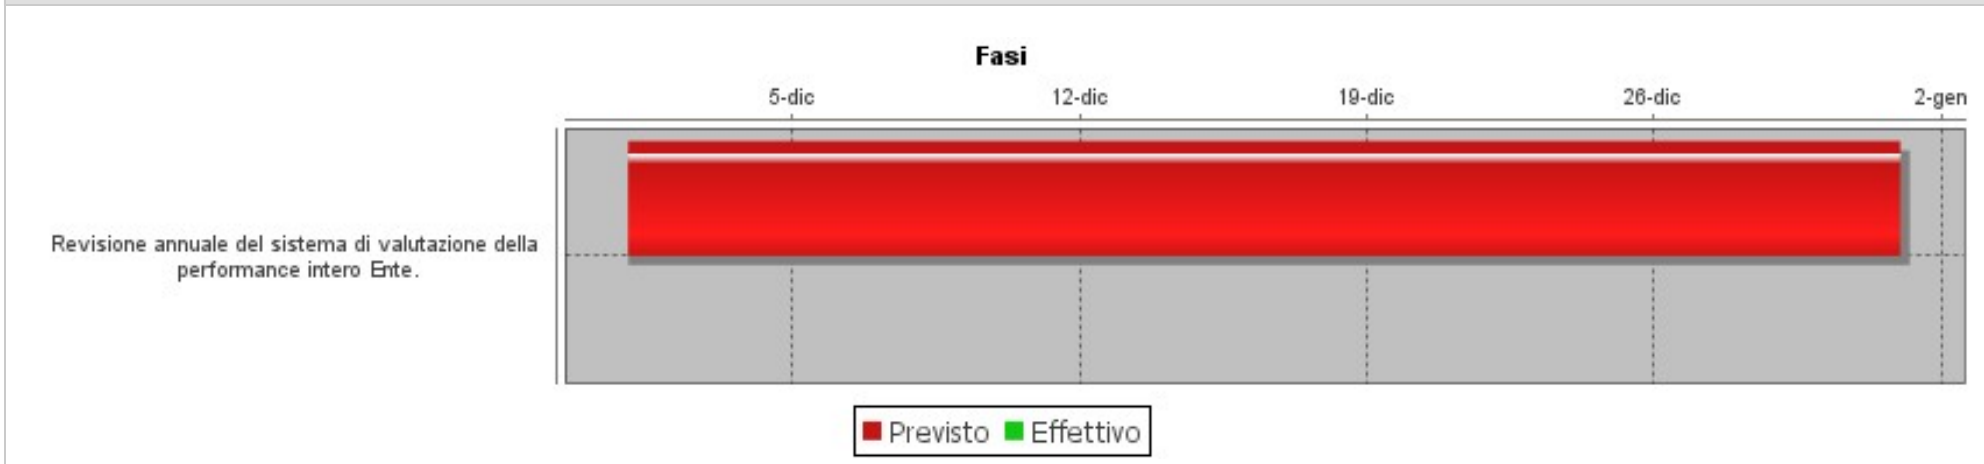 Fasi
5-dic 12-dic 19-dic 26-dic 2-gen
Revisione annuale del sistema di valutazione della
performance intero Ente.
Previsto Effettivo